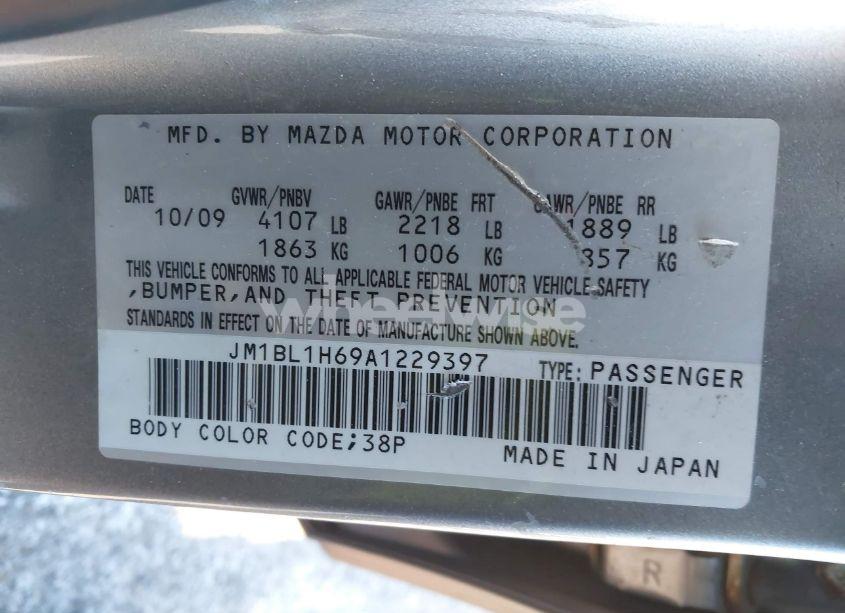 MFD. BY MAZDA MOTOR CORPORATION
DATE GVWR/PNBV GAWR/PNBE FRT GAWR/PNBE RR
10/09 4107 LB 2218 LB 1889 LB
1863 KG 1006 KG 857 KG
THIS VEHICLE CONFORMS TO ALL APPLICABLE FEDERAL MOTOR VEHICLE SAFETY
,BUMPER,AND THEFT PREVENTION
STANDARDS IN EFFECT ON THE DATE OF MANUFACTURE SHOWN ABOVE.
wheelwise
JM1BL1H69A1229397 TYPE: PASSENGER
BODY COLOR CODE;38P
MADE IN JAPAN
R